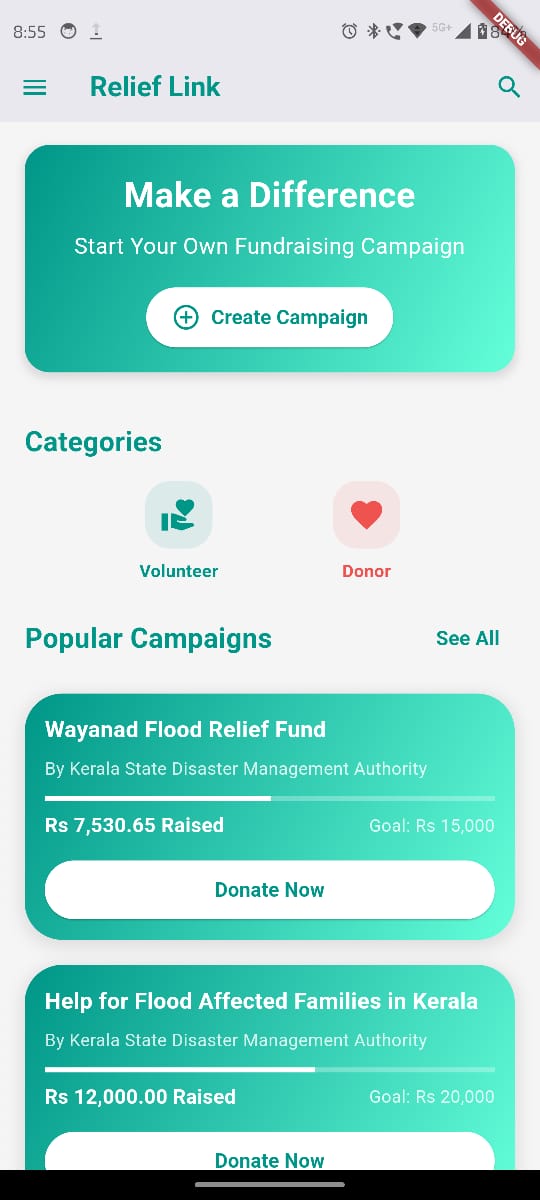 8:55
5G+
DEBUG
Relief Link
Make a Difference
Start Your Own Fundraising Campaign
Create Campaign
Categories
Volunteer
Donor
Popular Campaigns
See All
Wayanad Flood Relief Fund
By Kerala State Disaster Management Authority
Rs 7,530.65 Raised
Goal: Rs 15,000
Donate Now
Help for Flood Affected Families in Kerala
By Kerala State Disaster Management Authority
Rs 12,000.00 Raised
Goal: Rs 20,000
Donate Now